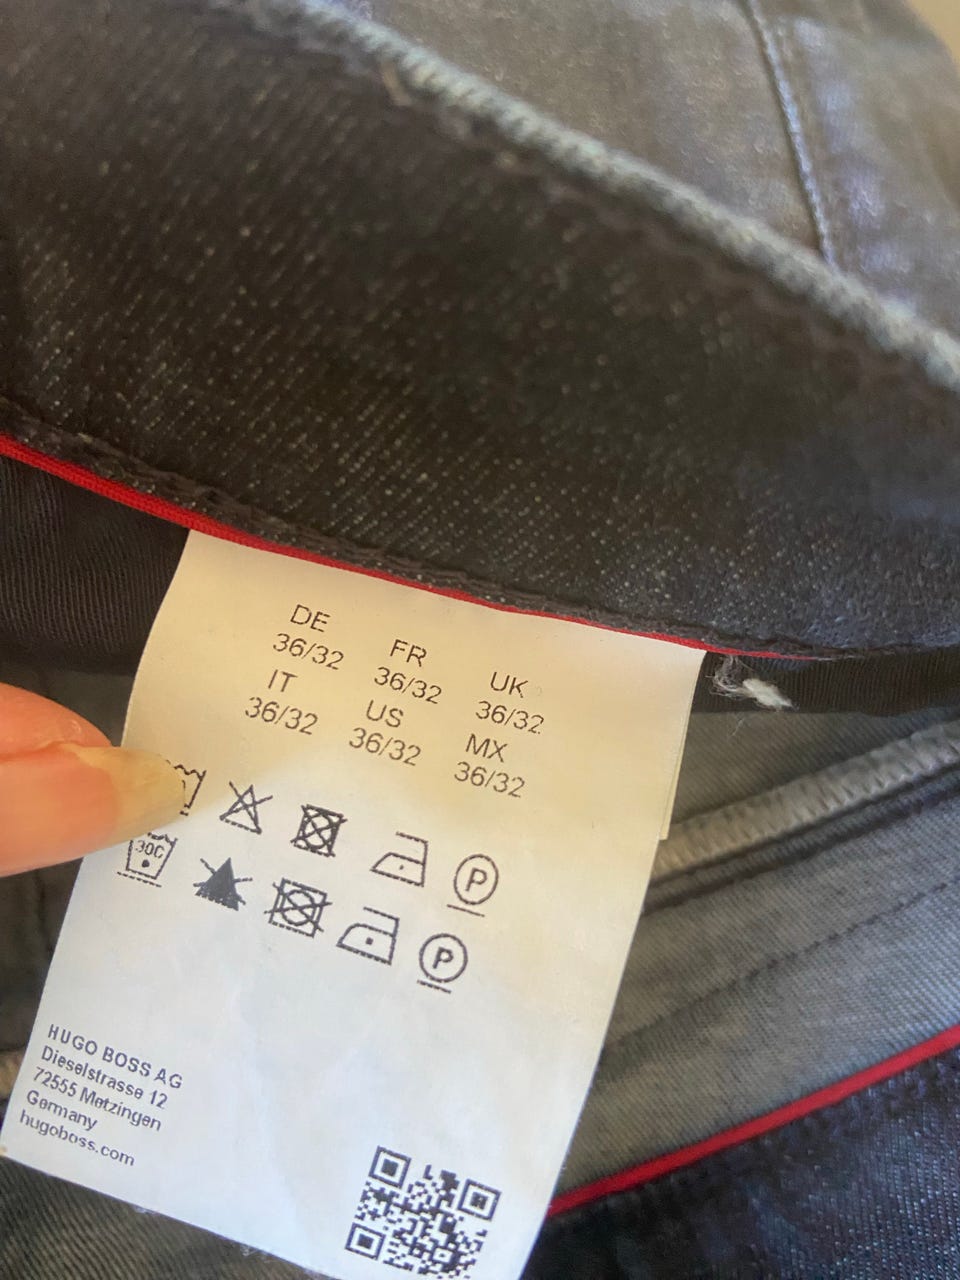 DE FR UK
36/32 36/32 36/32
IT US MX
36/32 36/32 36/32
P
30C P
HUGO BOSS AG
Dieselstrasse 12
72555 Metzingen
Germany
hugoboss.com